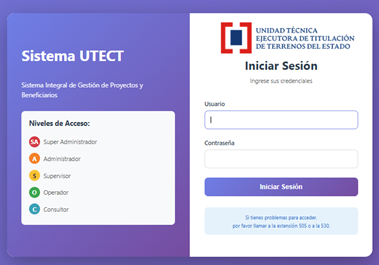 Sistema UTECT
Sistema Integral de Gestión de Proyectos y
Beneficiarios
Niveles de Acceso:
SA Super Administrador
A Administrador
S Supervisor
O Operador
C Consultor
UNIDAD TÉCNICA
EJECUTORA DE TITULACIÓN
DE TERRENOS DEL ESTADO
Iniciar Sesión
Ingrese sus credenciales
Usuario
Contraseña
Iniciar Sesión
Si tienes problemas para acceder,
por favor llamar a la extensión 505 o a la 530.